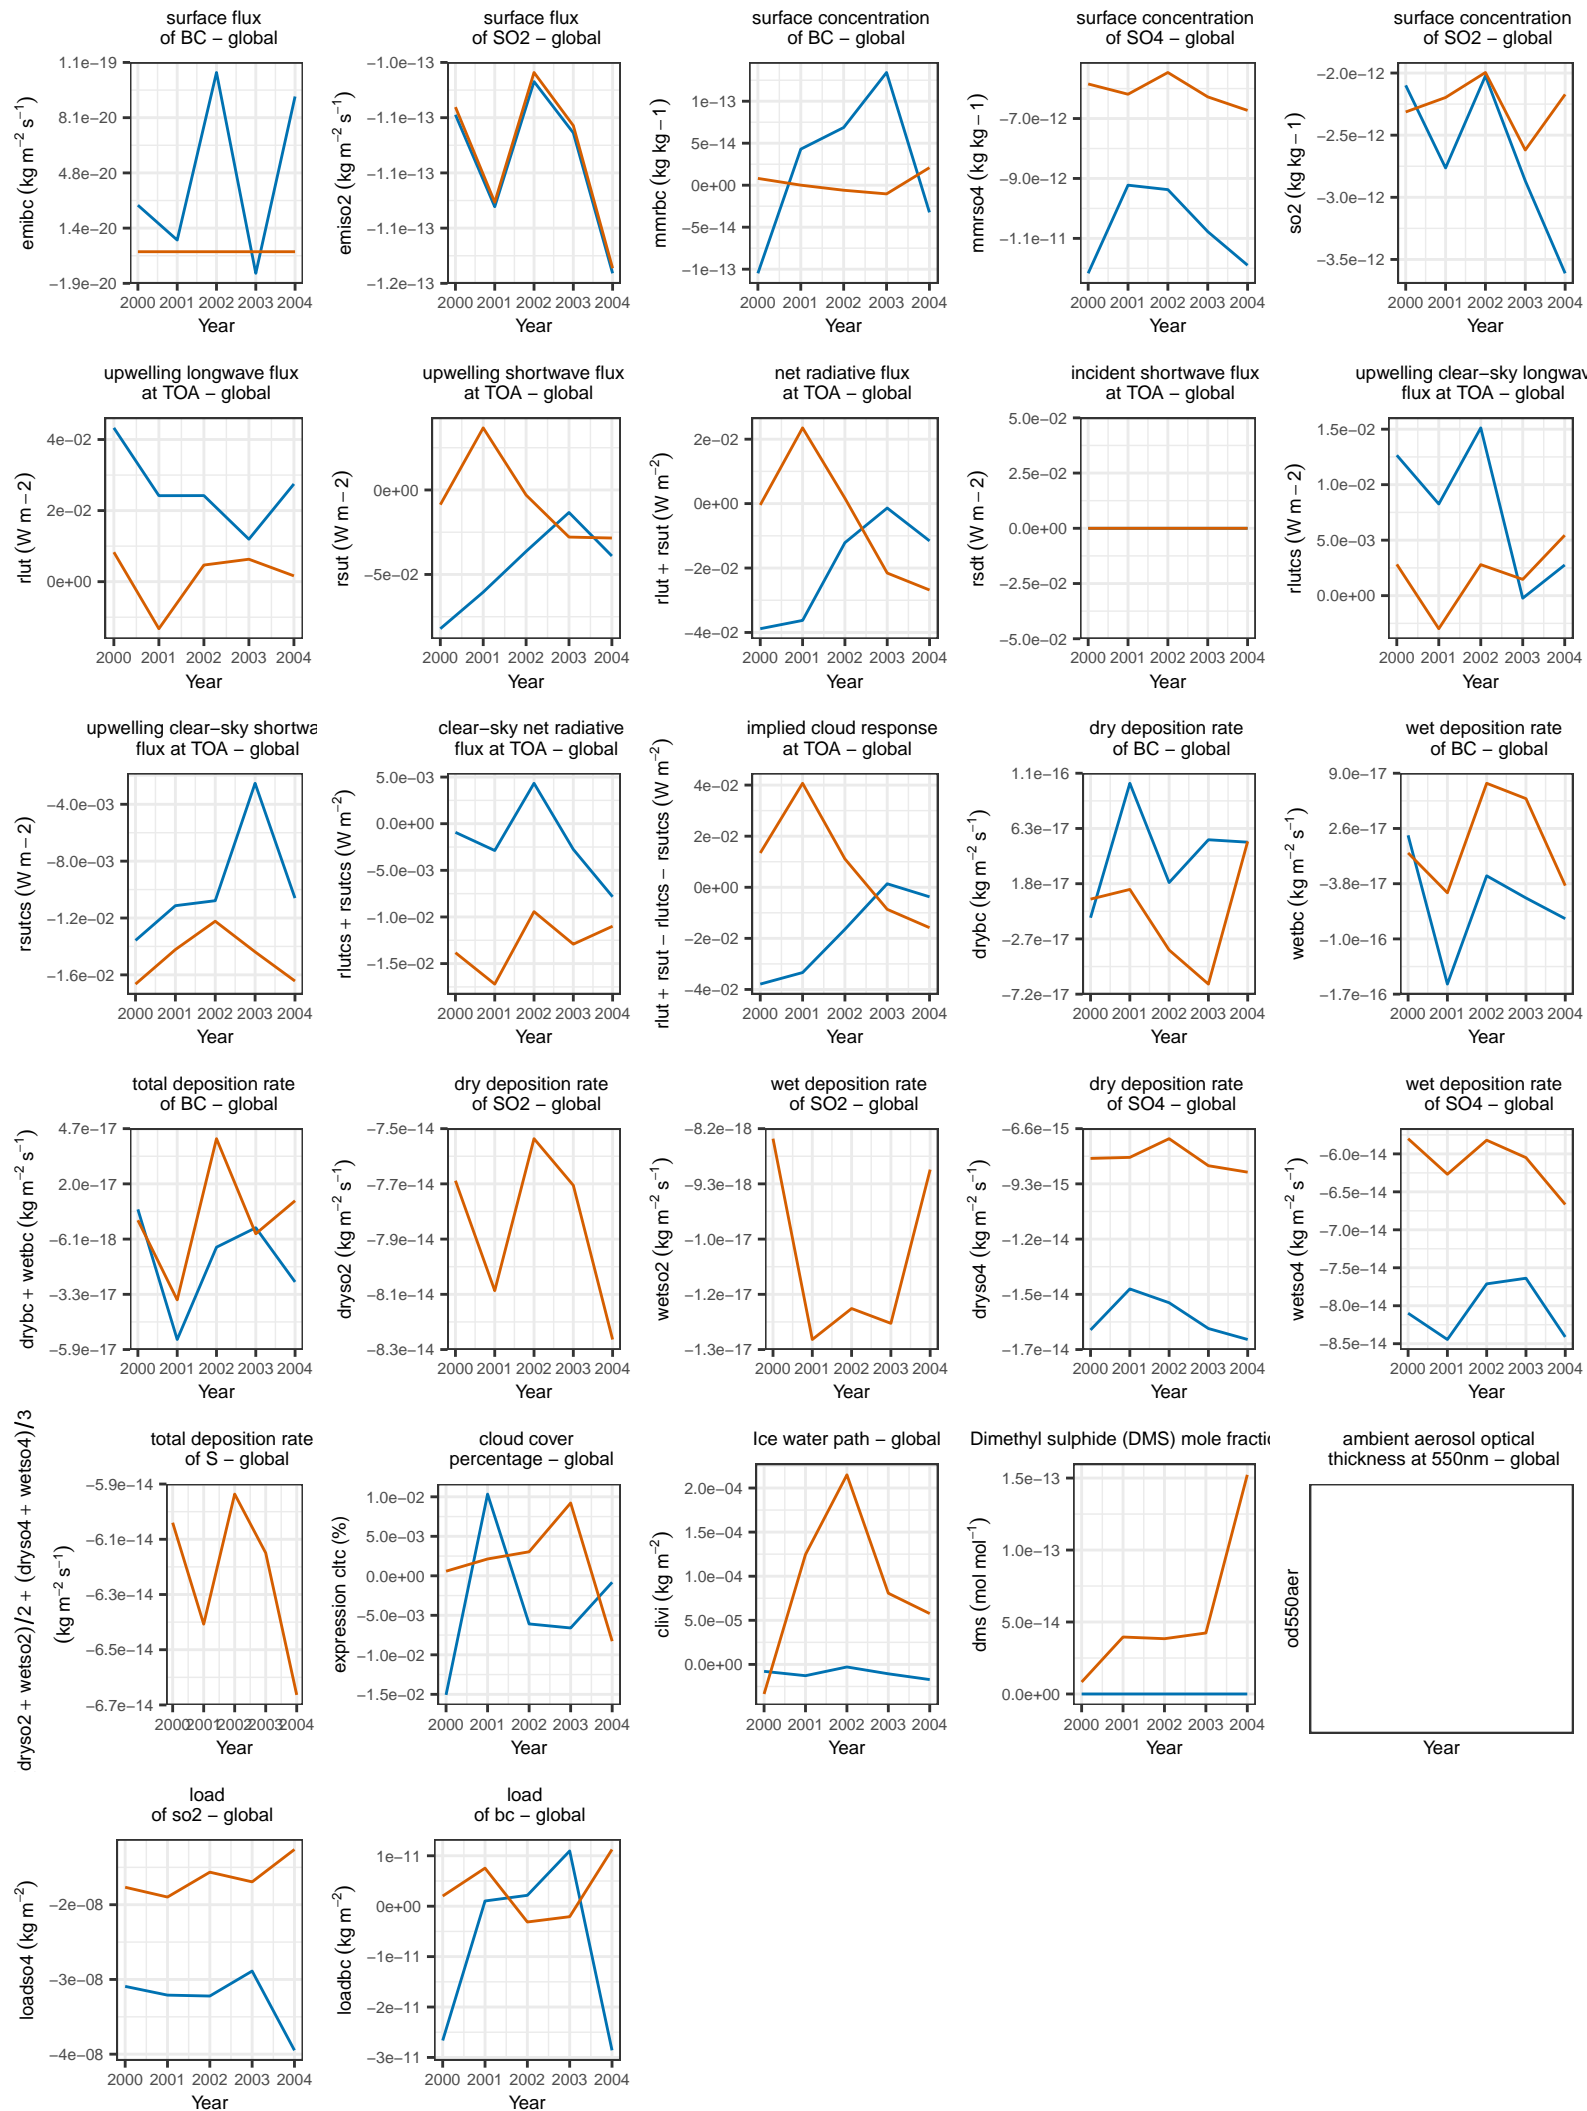 surface flux
of BC − global
surface flux
of SO2 − global
surface concentration
of BC − global
surface concentration
of SO4 − global
surface concentration
of SO2 − global
emibc (kg m−2 s−1)
1.1e−19
8.1e−20
4.8e−20
1.4e−20
−1.9e−20
2000 2001 2002 2003 2004
Year
emiso2 (kg m−2 s−1)
−1.0e−13
−1.1e−13
−1.1e−13
−1.1e−13
−1.2e−13
2000 2001 2002 2003 2004
Year
mmrbc (kg kg − 1)
1e−13
5e−14
0e+00
−5e−14
−1e−13
2000 2001 2002 2003 2004
Year
mmrso4 (kg kg − 1)
−7.0e−12
−9.0e−12
−1.1e−11
2000 2001 2002 2003 2004
Year
so2 (kg kg − 1)
−2.0e−12
−2.5e−12
−3.0e−12
−3.5e−12
2000 2001 2002 2003 2004
Year
upwelling longwave flux
at TOA − global
upwelling shortwave flux
at TOA − global
net radiative flux
at TOA − global
incident shortwave flux
at TOA − global
upwelling clear−sky longwav
flux at TOA − global
rlut (W m − 2)
4e−02
2e−02
0e+00
2000 2001 2002 2003 2004
Year
rsut (W m − 2)
0e+00
−5e−02
2000 2001 2002 2003 2004
Year
rlut + rsut (W m−2)
2e−02
0e+00
−2e−02
−4e−02
2000 2001 2002 2003 2004
Year
rsdt (W m − 2)
5.0e−02
2.5e−02
0.0e+00
−2.5e−02
−5.0e−02
2000 2001 2002 2003 2004
Year
rlutcs (W m − 2)
1.5e−02
1.0e−02
5.0e−03
0.0e+00
2000 2001 2002 2003 2004
Year
upwelling clear−sky shortwa
flux at TOA − global
clear−sky net radiative
flux at TOA − global
implied cloud response
at TOA − global
dry deposition rate
of BC − global
wet deposition rate
of BC − global
rsutcs (W m − 2)
−4.0e−03
−8.0e−03
−1.2e−02
−1.6e−02
2000 2001 2002 2003 2004
Year
rlutcs + rsutcs (W m−2)
5.0e−03
0.0e+00
−5.0e−03
−1.0e−02
−1.5e−02
2000 2001 2002 2003 2004
Year
rlut + rsut − rlutcs − rsutcs (W m−2)
4e−02
2e−02
0e+00
−2e−02
−4e−02
2000 2001 2002 2003 2004
Year
drybc (kg m−2 s−1)
1.1e−16
6.3e−17
1.8e−17
−2.7e−17
−7.2e−17
2000 2001 2002 2003 2004
Year
wetbc (kg m−2 s−1)
9.0e−17
2.6e−17
−3.8e−17
−1.0e−16
−1.7e−16
2000 2001 2002 2003 2004
Year
total deposition rate
of BC − global
dry deposition rate
of SO2 − global
wet deposition rate
of SO2 − global
dry deposition rate
of SO4 − global
wet deposition rate
of SO4 − global
drybc + wetbc (kg m−2 s−1)
4.7e−17
2.0e−17
−6.1e−18
−3.3e−17
−5.9e−17
2000 2001 2002 2003 2004
Year
dryso2 (kg m−2 s−1)
−7.5e−14
−7.7e−14
−7.9e−14
−8.1e−14
−8.3e−14
2000 2001 2002 2003 2004
Year
wetso2 (kg m−2 s−1)
−8.2e−18
−9.3e−18
−1.0e−17
−1.2e−17
−1.3e−17
2000 2001 2002 2003 2004
Year
dryso4 (kg m−2 s−1)
−6.6e−15
−9.3e−15
−1.2e−14
−1.5e−14
−1.7e−14
2000 2001 2002 2003 2004
Year
wetso4 (kg m−2 s−1)
−6.0e−14
−6.5e−14
−7.0e−14
−7.5e−14
−8.0e−14
−8.5e−14
2000 2001 2002 2003 2004
Year
total deposition rate
of S − global
cloud cover
percentage − global
Ice water path − global
Dimethyl sulphide (DMS) mole fractio
ambient aerosol optical
thickness at 550nm − global
dryso2 + wetso2)/2 + (dryso4 + wetso4)/3
(kg m−2 s−1)
−5.9e−14
−6.1e−14
−6.3e−14
−6.5e−14
−6.7e−14
2000 2001 2002 2003 2004
Year
expression cltc (%)
1.0e−02
5.0e−03
0.0e+00
−5.0e−03
−1.0e−02
−1.5e−02
2000 2001 2002 2003 2004
Year
clivi (kg m−2)
2.0e−04
1.5e−04
1.0e−04
5.0e−05
0.0e+00
2000 2001 2002 2003 2004
Year
dms (mol mol−1)
1.5e−13
1.0e−13
5.0e−14
0.0e+00
2000 2001 2002 2003 2004
Year
od550aer
Year
load
of so2 − global
load
of bc − global
loadso4 (kg m−2)
−2e−08
−3e−08
−4e−08
2000 2001 2002 2003 2004
Year
loadbc (kg m−2)
1e−11
0e+00
−1e−11
−2e−11
−3e−11
2000 2001 2002 2003 2004
Year